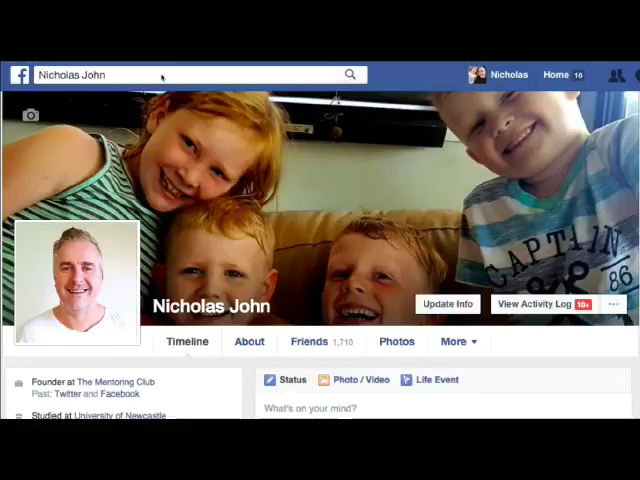 f Nicholas John Nicholas Home 10
CAPTAIN
86
Nicholas John Update Info View Activity Log 10+ ...
Timeline About Friends 1,710 Photos More
Founder at The Mentoring Club
Past: Twitter and Facebook
Studied at University of Newcastle
Status Photo / Video Life Event
What's on your mind?